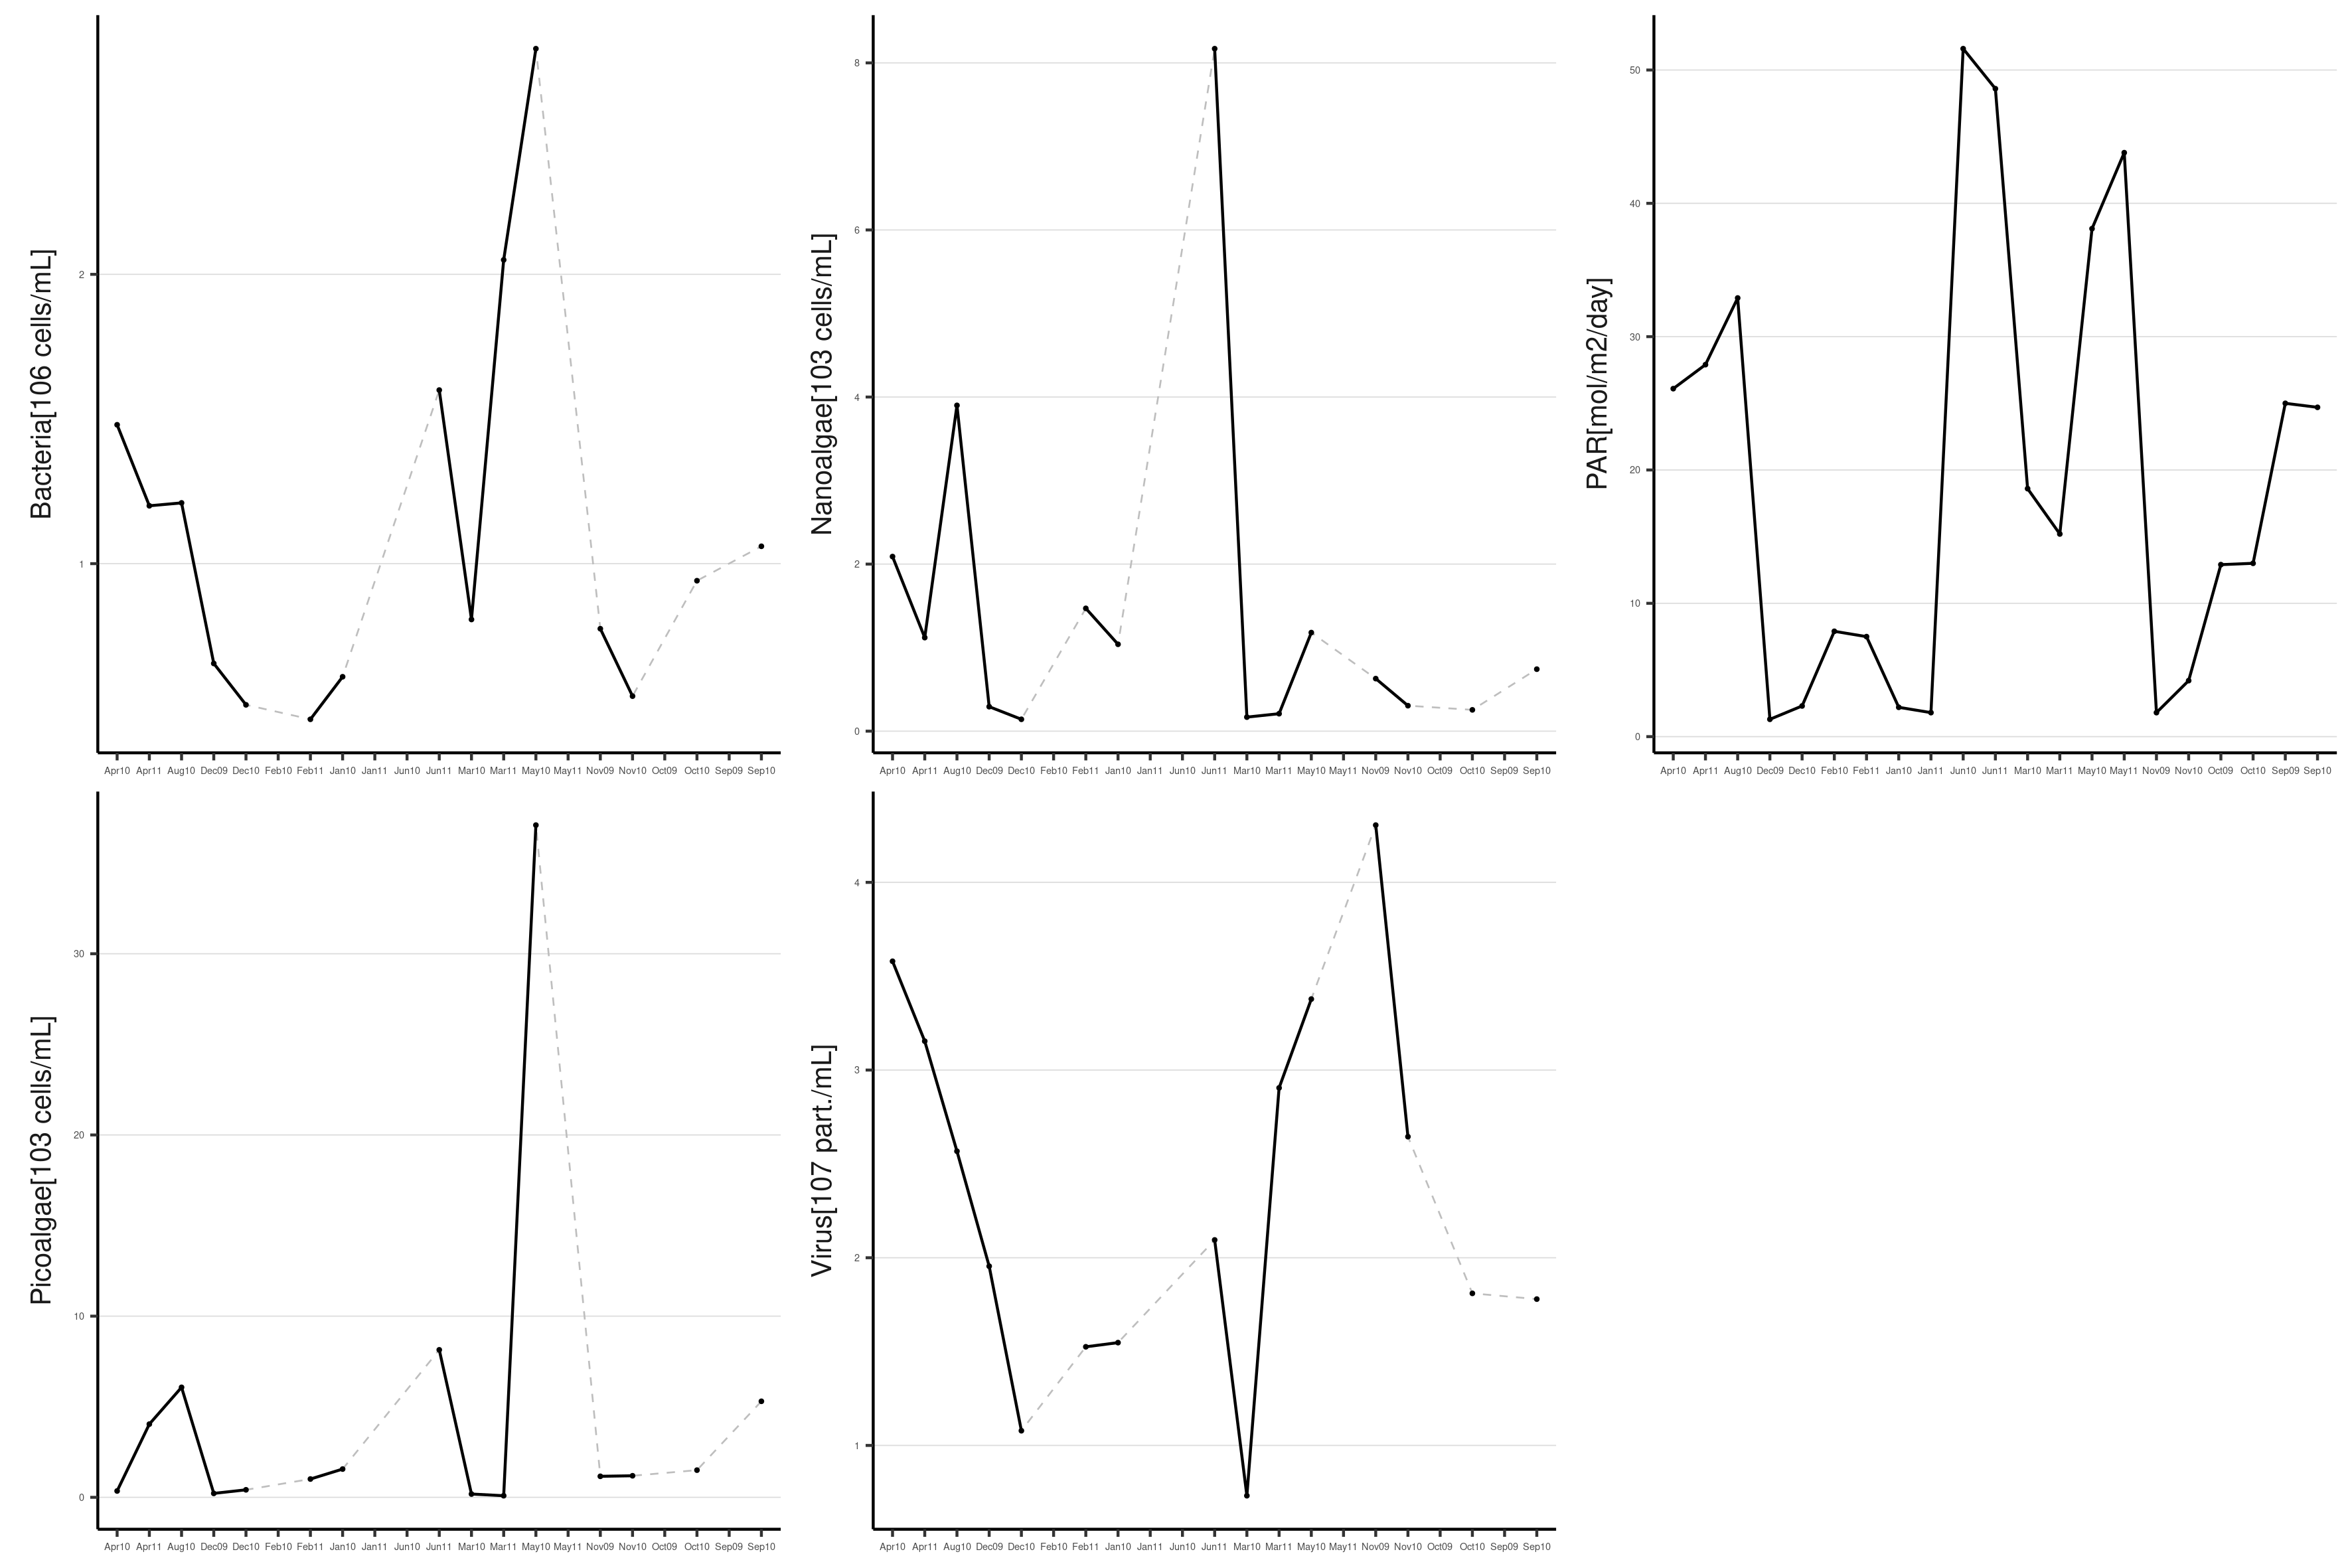 Bacteria[106 cells/mL]
2
1
Apr10 Apr11 Aug10 Dec09 Dec10 Feb10 Feb11 Jan10 Jan11 Jun10 Jun11 Mar10 Mar11 May10 May11 Nov09 Nov10 Oct09 Oct10 Sep09 Sep10
Nanoalgae[103 cells/mL]
8
6
4
2
0
Apr10 Apr11 Aug10 Dec09 Dec10 Feb10 Feb11 Jan10 Jan11 Jun10 Jun11 Mar10 Mar11 May10 May11 Nov09 Nov10 Oct09 Oct10 Sep09 Sep10
PAR[mol/m2/day]
50
40
30
20
10
0
Apr10 Apr11 Aug10 Dec09 Dec10 Feb10 Feb11 Jan10 Jan11 Jun10 Jun11 Mar10 Mar11 May10 May11 Nov09 Nov10 Oct09 Oct10 Sep09 Sep10
Picoalgae[103 cells/mL]
30
20
10
0
Apr10 Apr11 Aug10 Dec09 Dec10 Feb10 Feb11 Jan10 Jan11 Jun10 Jun11 Mar10 Mar11 May10 May11 Nov09 Nov10 Oct09 Oct10 Sep09 Sep10
Virus[107 part./mL]
4
3
2
1
Apr10 Apr11 Aug10 Dec09 Dec10 Feb10 Feb11 Jan10 Jan11 Jun10 Jun11 Mar10 Mar11 May10 May11 Nov09 Nov10 Oct09 Oct10 Sep09 Sep10